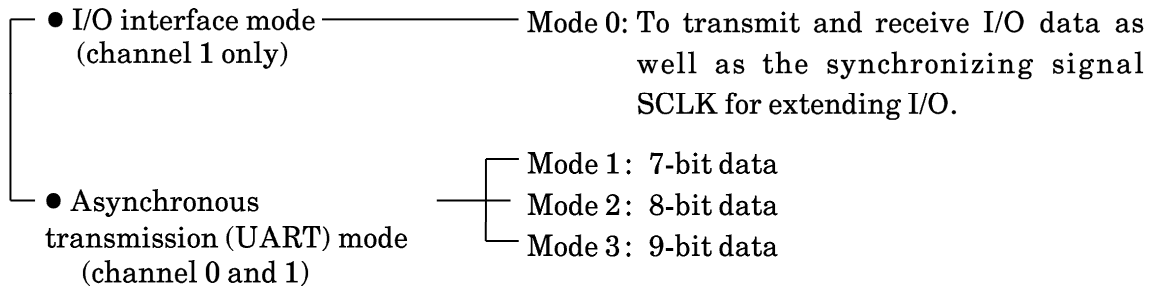 ● I/O interface mode
(channel 1 only)
Mode 0: To transmit and receive I/O data as
well as the synchronizing signal
SCLK for extending I/O.
● Asynchronous
transmission (UART) mode
(channel 0 and 1)
Mode 1: 7-bit data
Mode 2: 8-bit data
Mode 3: 9-bit data